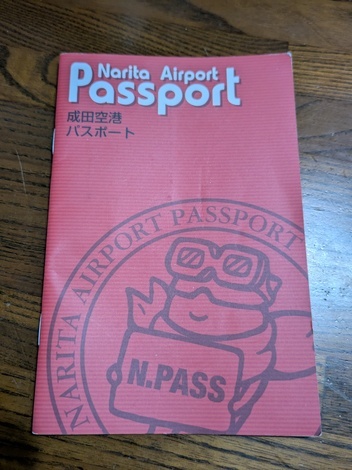 Narita Airport
Passport
成田空港
パスポート
NARITA AIRPORT PASSPORT
N.PASS